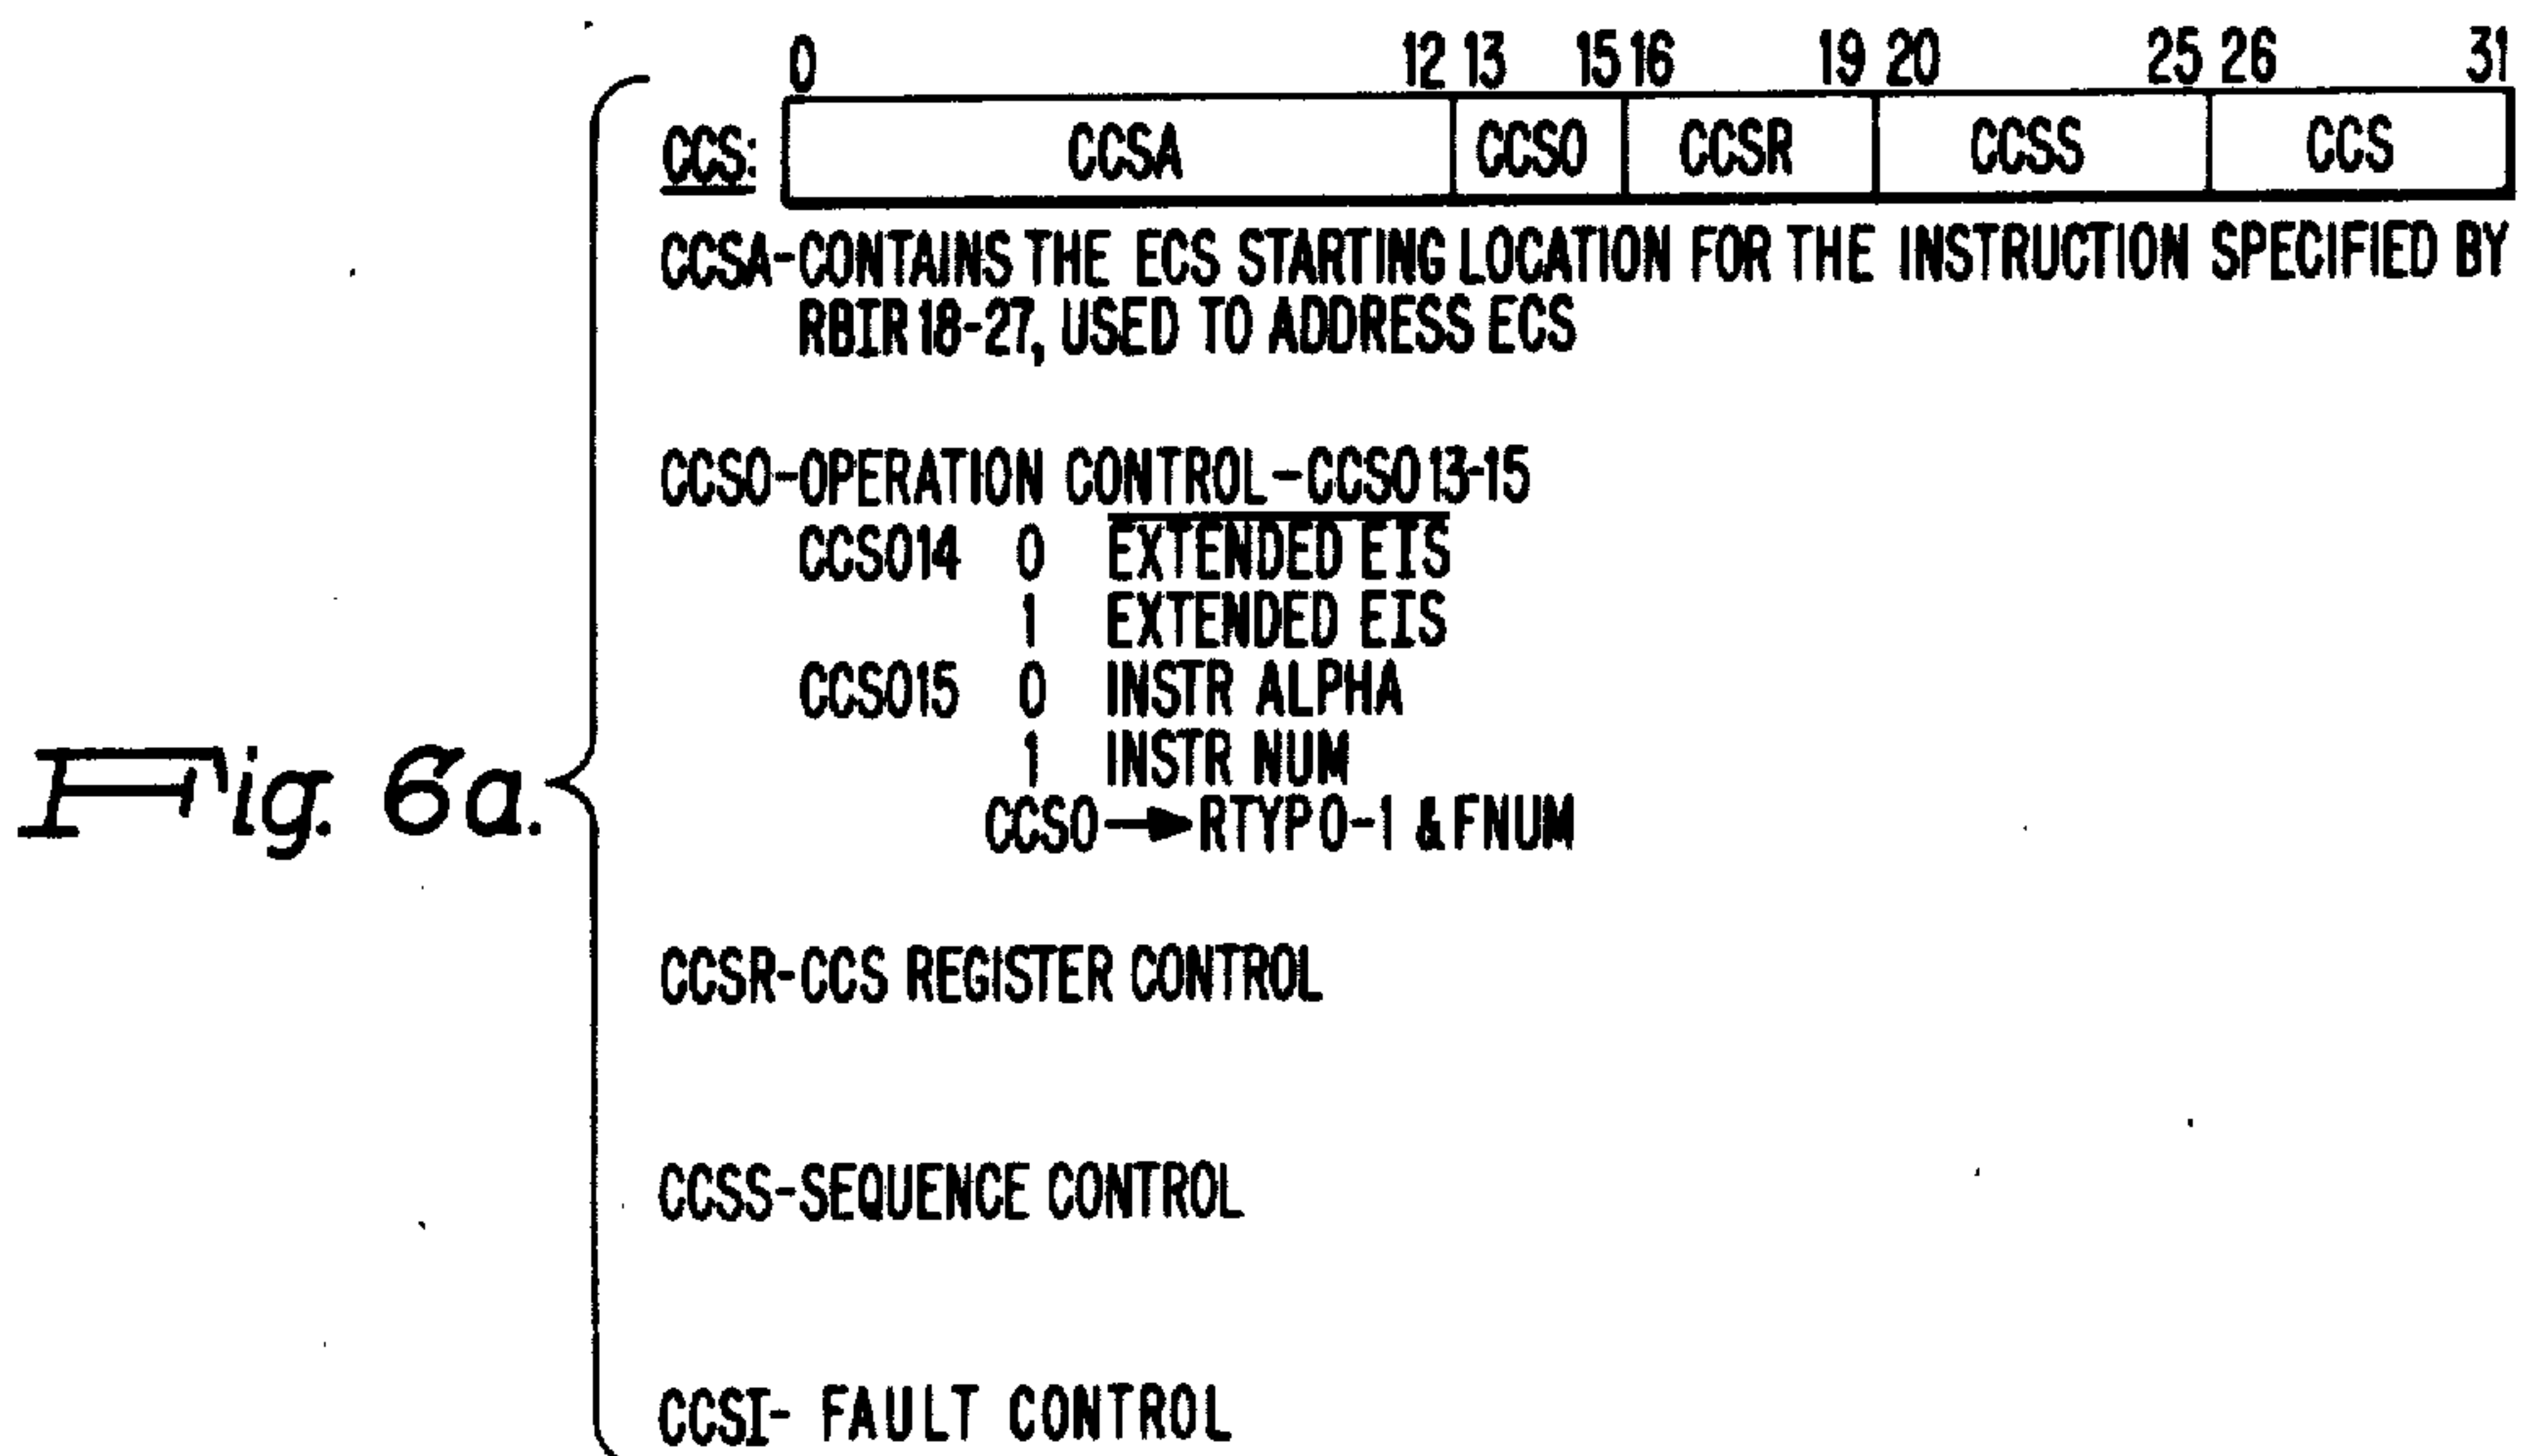 0 12 13 15 16 19 20 25 26 31
CCS: CCSA CCSO CCSR CCSS CCS
CCSA-CONTAINS THE ECS STARTING LOCATION FOR THE INSTRUCTION SPECIFIED BY
RBIR 18-27, USED TO ADDRESS ECS
CCSO-OPERATION CONTROL-CCSO 13-15
CCSO14 0 EXTENDED EIS
1 EXTENDED EIS
CCSO15 0 INSTR ALPHA
1 INSTR NUM
Fig. 6a.
CCSO→RTYP 0-1 & FNUM
CCSR-CCS REGISTER CONTROL
CCSS-SEQUENCE CONTROL
CCSI- FAULT CONTROL